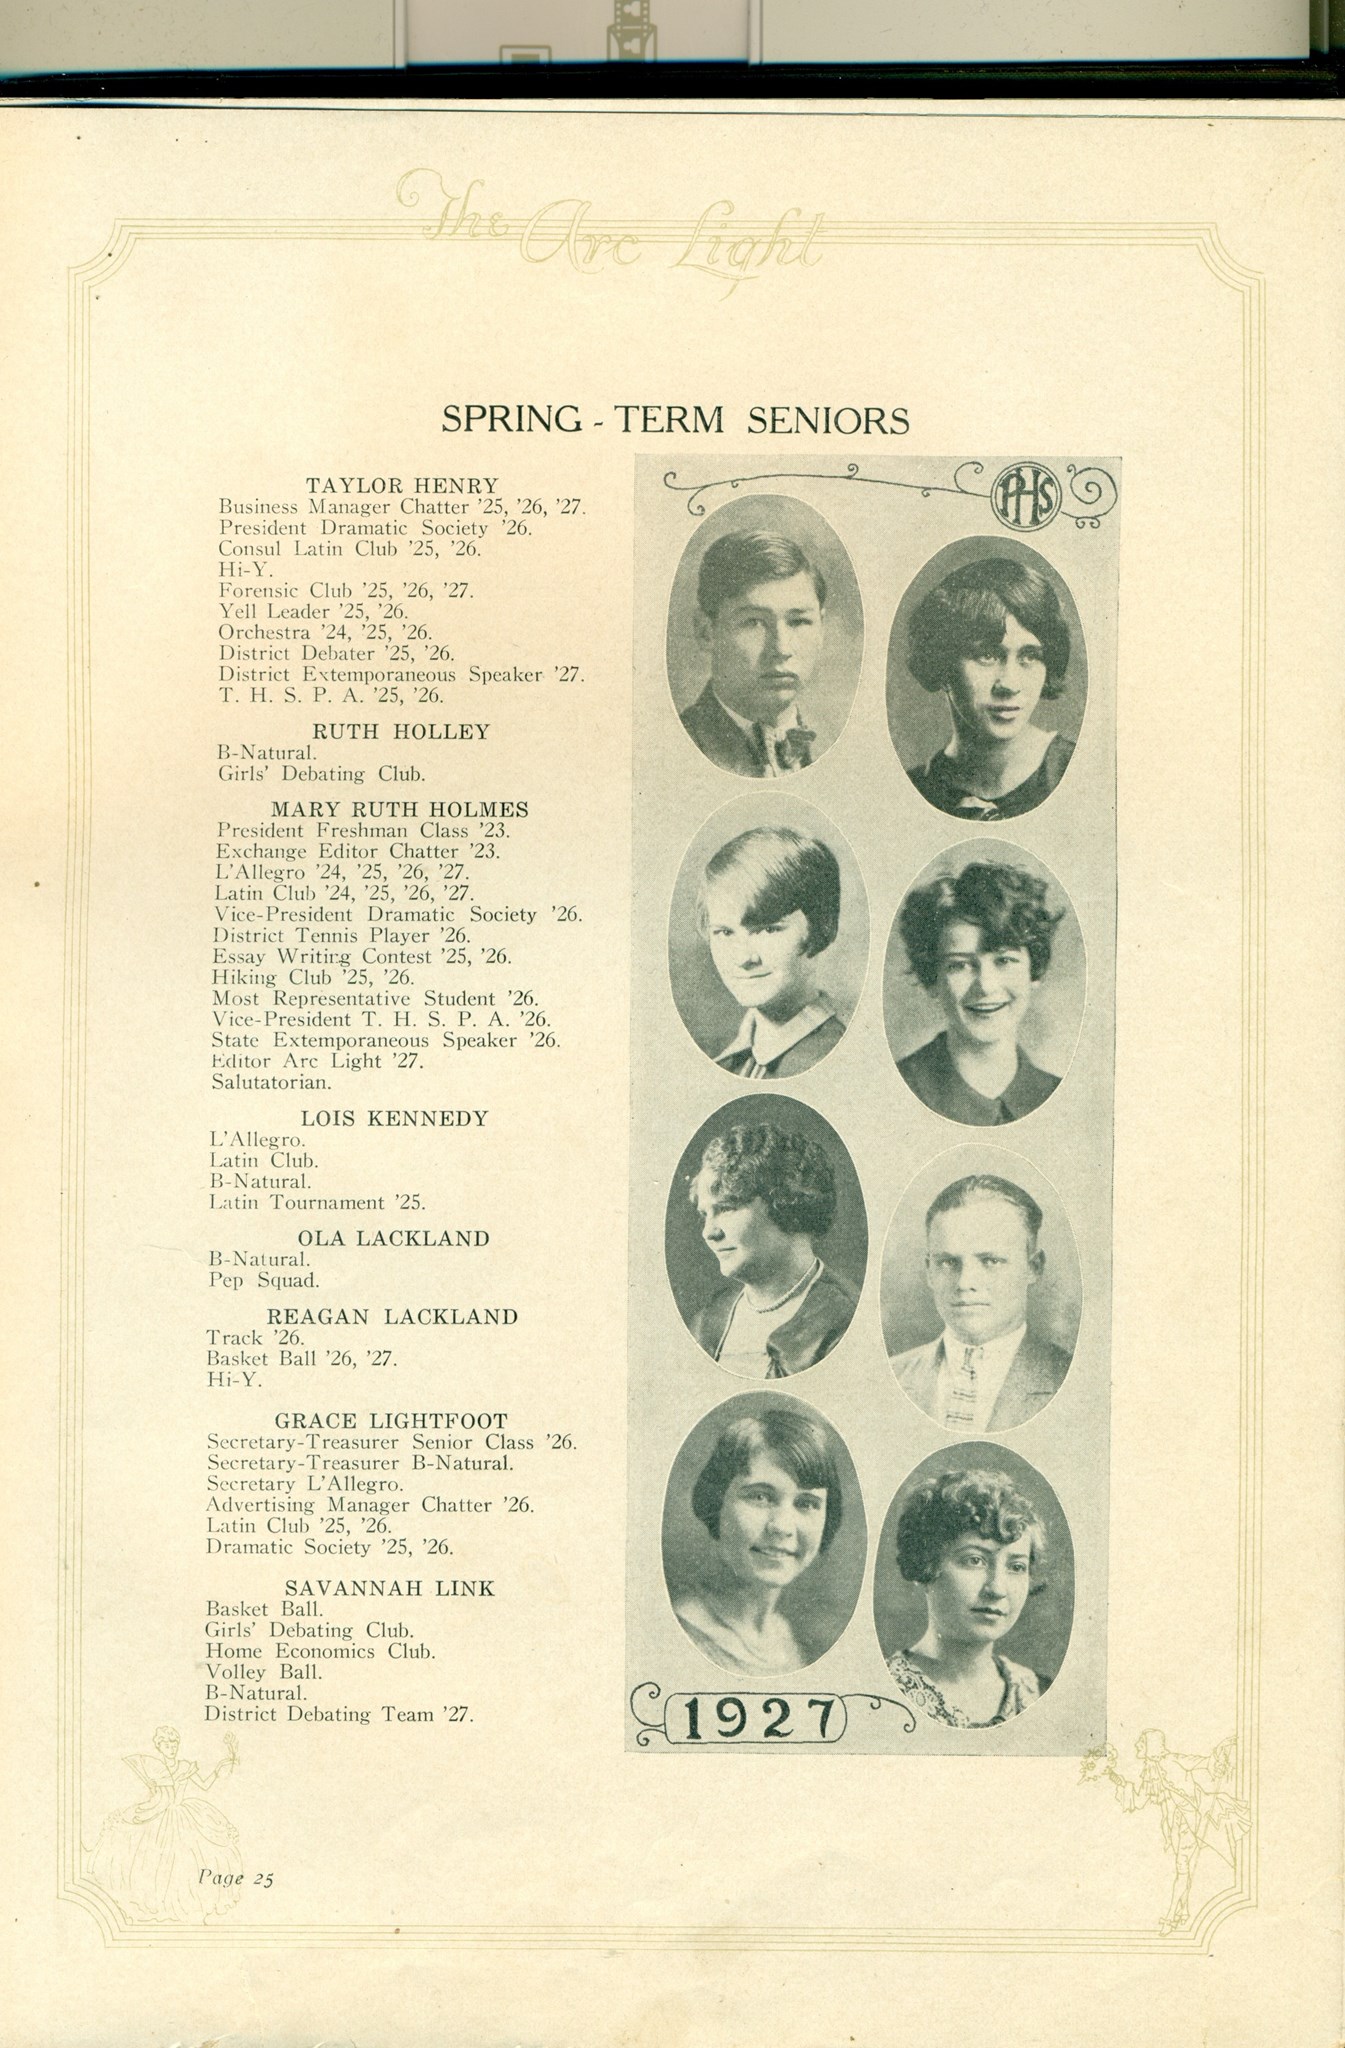 The Arc Light
SPRING - TERM SENIORS
TAYLOR HENRY
Business Manager Chatter '25, '26, '27.
President Dramatic Society '26.
Consul Latin Club '25, '26.
Hi-Y.
Forensic Club '25, '26, '27.
Yell Leader '25, '26.
Orchestra '24, '25, '26.
District Debater '25, '26.
District Extemporaneous Speaker '27.
T. H. S. P. A. '25, '26.
RUTH HOLLEY
B-Natural.
Girls' Debating Club.
MARY RUTH HOLMES
President Freshman Class '23.
Exchange Editor Chatter '23.
L'Allegro '24, '25, '26, '27.
Latin Club '24, '25, '26, '27.
Vice-President Dramatic Society '26.
District Tennis Player '26.
Essay Writing Contest '25, '26.
Hiking Club '25, '26.
Most Representative Student '26.
Vice-President T. H. S. P. A. '26.
State Extemporaneous Speaker '26.
Editor Arc Light '27.
Salutatorian.
LOIS KENNEDY
L'Allegro.
Latin Club.
B-Natural.
Latin Tournament '25.
OLA LACKLAND
B-Natural.
Pep Squad.
REAGAN LACKLAND
Track '26.
Basket Ball '26, '27.
Hi-Y.
GRACE LIGHTFOOT
Secretary-Treasurer Senior Class '26.
Secretary-Treasurer B-Natural.
Secretary L'Allegro.
Advertising Manager Chatter '26.
Latin Club '25, '26.
Dramatic Society '25, '26.
SAVANNAH LINK
Basket Ball.
Girls' Debating Club.
Home Economics Club.
Volley Ball.
B-Natural.
District Debating Team '27.
PHS
1927
Page 25